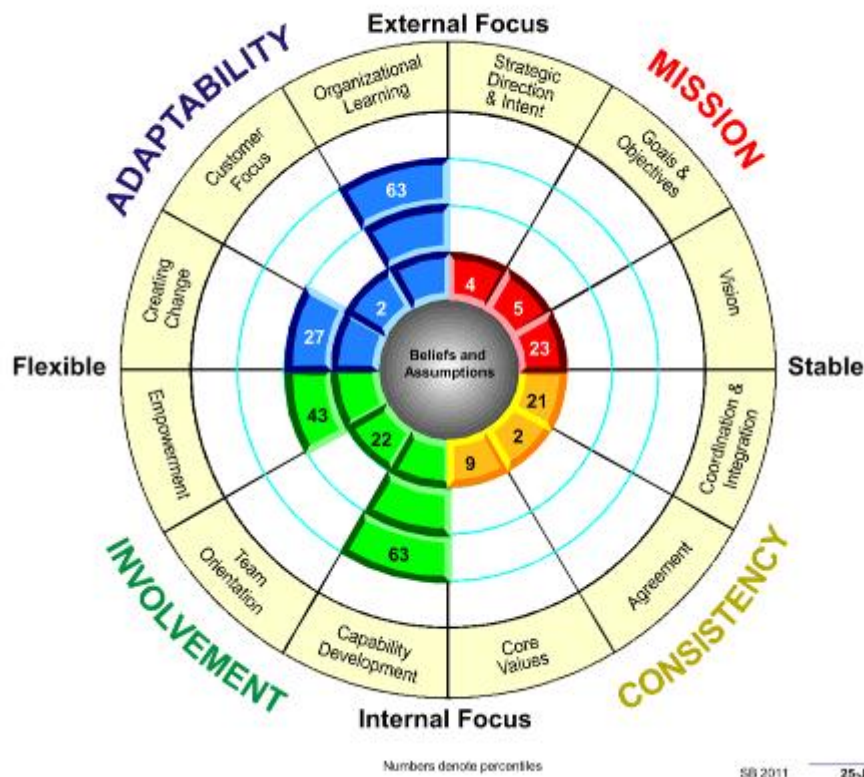 External Focus
ADAPTABILITY
MISSION
Organizational
Learning
Strategic
Direction
& Intent
Customer
Focus
Goals &
Objectives
Creating
Change
Vision
63
4
5
2
27
23
Flexible
Beliefs and
Assumptions
Stable
43
21
22
2
9
63
Empowerment
Coordination &
Integration
Team
Orientation
Agreement
Capability
Development
Core
Values
INVOLVEMENT
CONSISTENCY
Internal Focus
Numbers denote percentiles
SB 2011